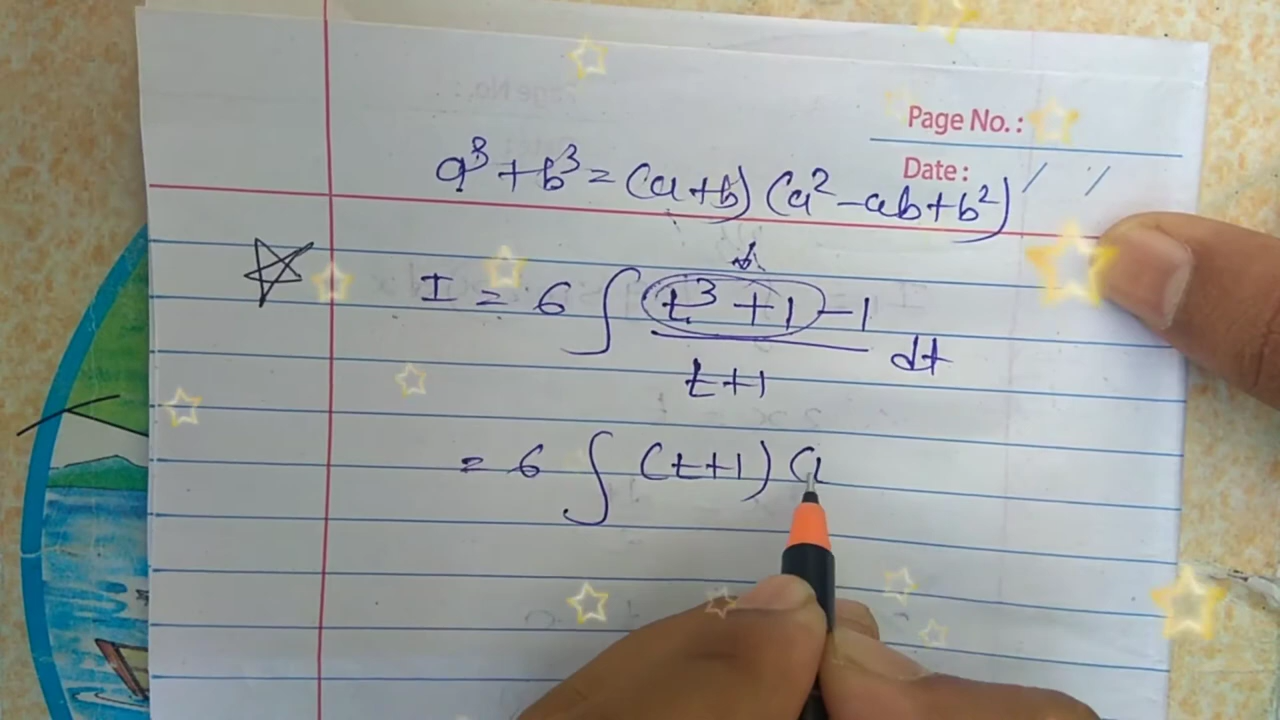 Page No.:
Date: / /
a³ + b³ = (a+b) (a² - ab + b²)
I = 6 ∫ (t³ + 1) - 1
dt
t + 1
= 6 ∫ (t+1) (